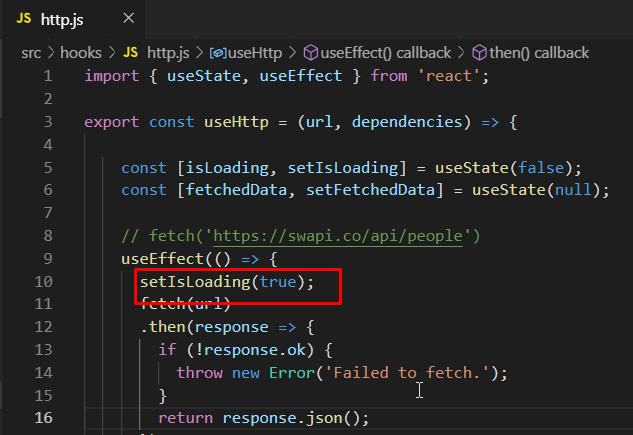 JS http.js ×
src > hooks > JS http.js > useHttp > useEffect() callback > then() callback
1 import { useState, useEffect } from 'react';
2
3 export const useHttp = (url, dependencies) => {
4
5 const [isLoading, setIsLoading] = useState(false);
6 const [fetchedData, setFetchedData] = useState(null);
7
8 // fetch('https://swapi.co/api/people')
9 useEffect(() => {
10 setIsLoading(true);
11 fetch(url)
12 .then(response => {
13 if (!response.ok) {
14 throw new Error('Failed to fetch.');
15 }
16 return response.json();